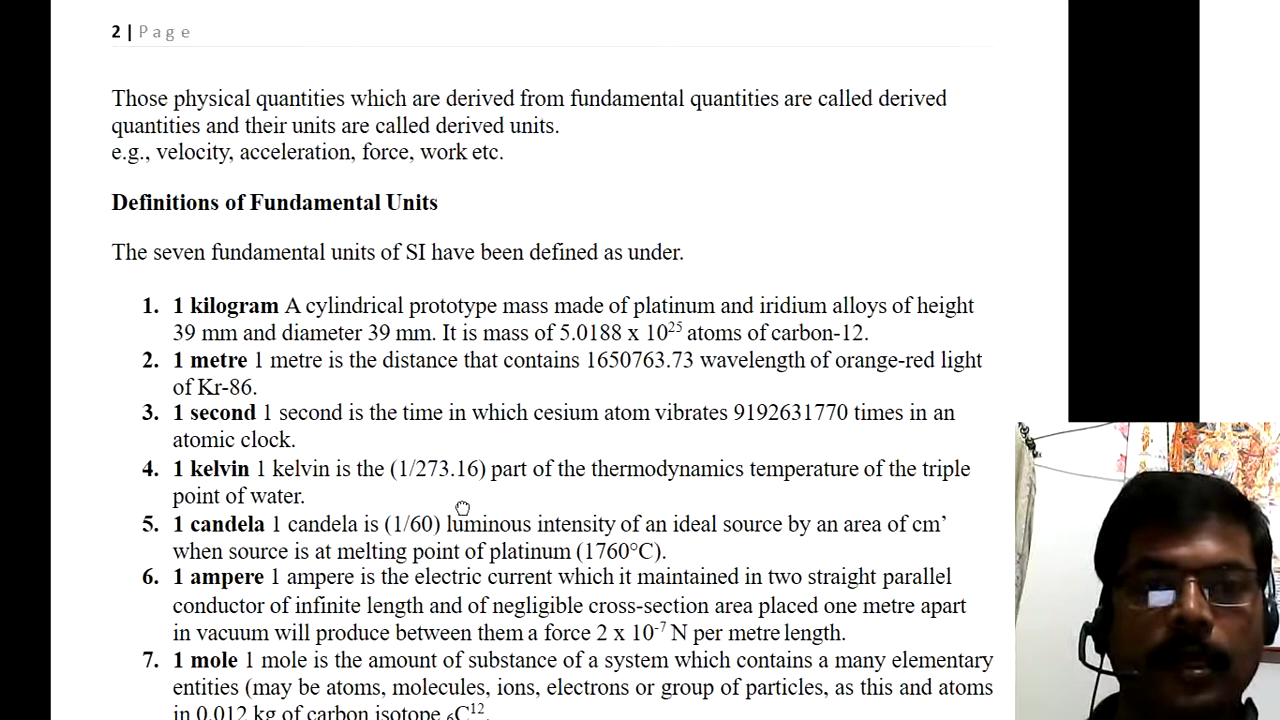 2 | Page
Those physical quantities which are derived from fundamental quantities are called derived
quantities and their units are called derived units.
e.g., velocity, acceleration, force, work etc.
Definitions of Fundamental Units
The seven fundamental units of SI have been defined as under.
1. 1 kilogram A cylindrical prototype mass made of platinum and iridium alloys of height
39 mm and diameter 39 mm. It is mass of 5.0188 x 10²⁵ atoms of carbon-12.
2. 1 metre 1 metre is the distance that contains 1650763.73 wavelength of orange-red light
of Kr-86.
3. 1 second 1 second is the time in which cesium atom vibrates 9192631770 times in an
atomic clock.
4. 1 kelvin 1 kelvin is the (1/273.16) part of the thermodynamics temperature of the triple
point of water.
5. 1 candela 1 candela is (1/60) luminous intensity of an ideal source by an area of cm’
when source is at melting point of platinum (1760°C).
6. 1 ampere 1 ampere is the electric current which it maintained in two straight parallel
conductor of infinite length and of negligible cross-section area placed one metre apart
in vacuum will produce between them a force 2 x 10⁻⁷ N per metre length.
7. 1 mole 1 mole is the amount of substance of a system which contains a many elementary
entities (may be atoms, molecules, ions, electrons or group of particles, as this and atoms
in 0.012 kg of carbon isotope ₆C¹².